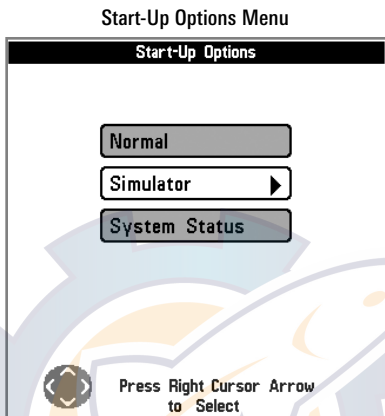 Start-Up Options Menu
Start-Up Options
Normal
Simulator
System Status
Press Right Cursor Arrow
to Select